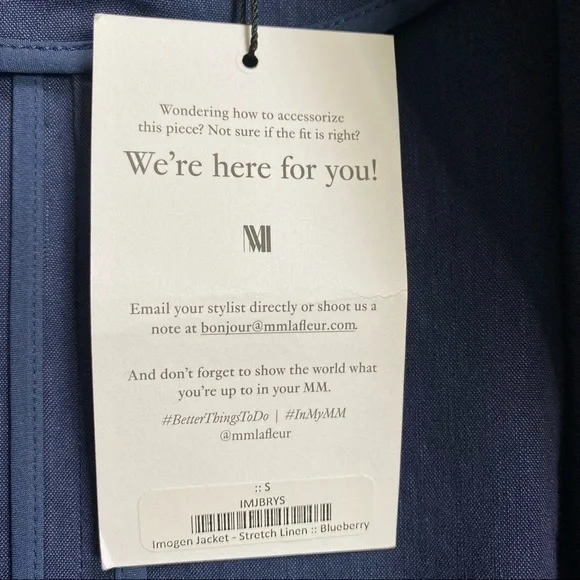 Wondering how to accessorize
this piece? Not sure if the fit is right?
We're here for you!
MM
Email your stylist directly or shoot us a
note at bonjour@mmlafleur.com.
And don't forget to show the world what
you're up to in your MM.
#BetterThingsToDo | #InMyMM
@mmlafleur
:: S
IMJBRYS
Imogen Jacket - Stretch Linen :: Blueberry